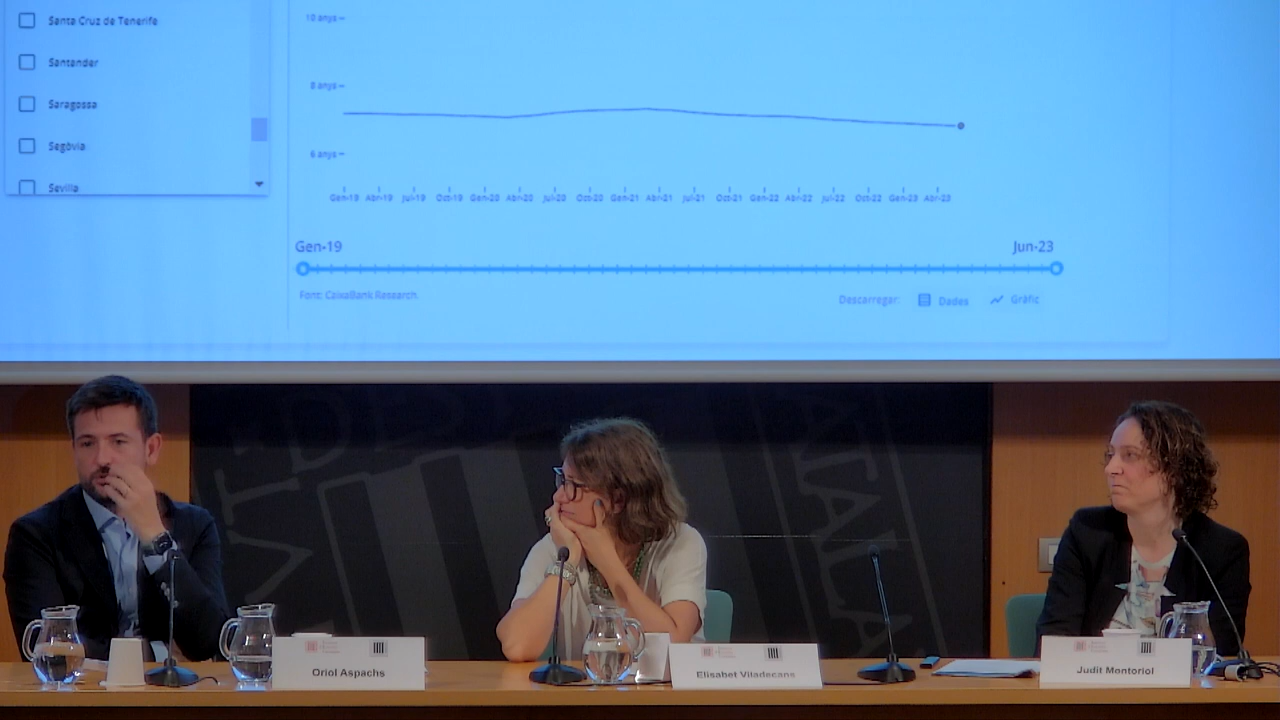 Santa Cruz de Tenerife
Santander
Saragossa
Segòvia
Sevilla
10 anys
8 anys
6 anys
Gen-19 Abr-19 Jul-19 Oct-19 Gen-20 Abr-20 Jul-20 Oct-20 Gen-21 Abr-21 Jul-21 Oct-21 Gen-22 Abr-22 Jul-22 Oct-22 Gen-23 Abr-23
Gen-19 Jun-23
Font: CaixaBank Research.
Descarregar: Dades Gràfic
Oriol Aspachs
Elisabet Viladecans
Judit Montoriol